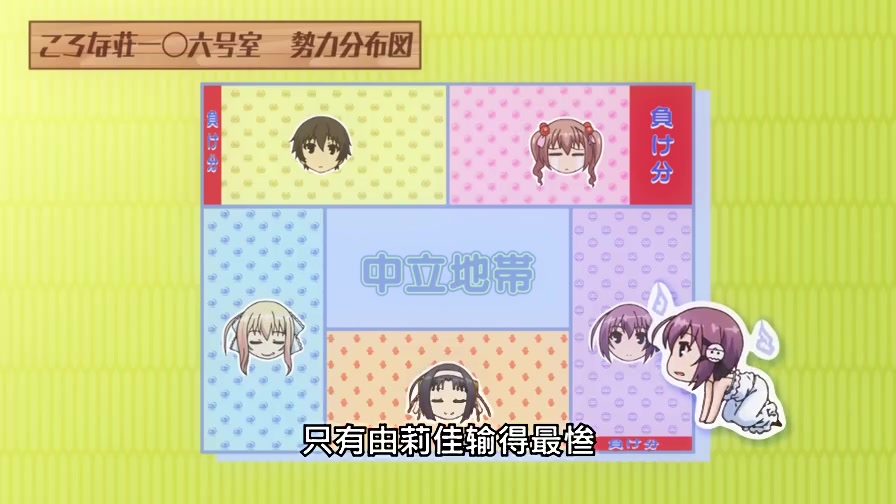 ころな荘一〇六号室 勢力分布図
負け分
負け分
中立地帯
負け分
只有由莉佳输得最惨